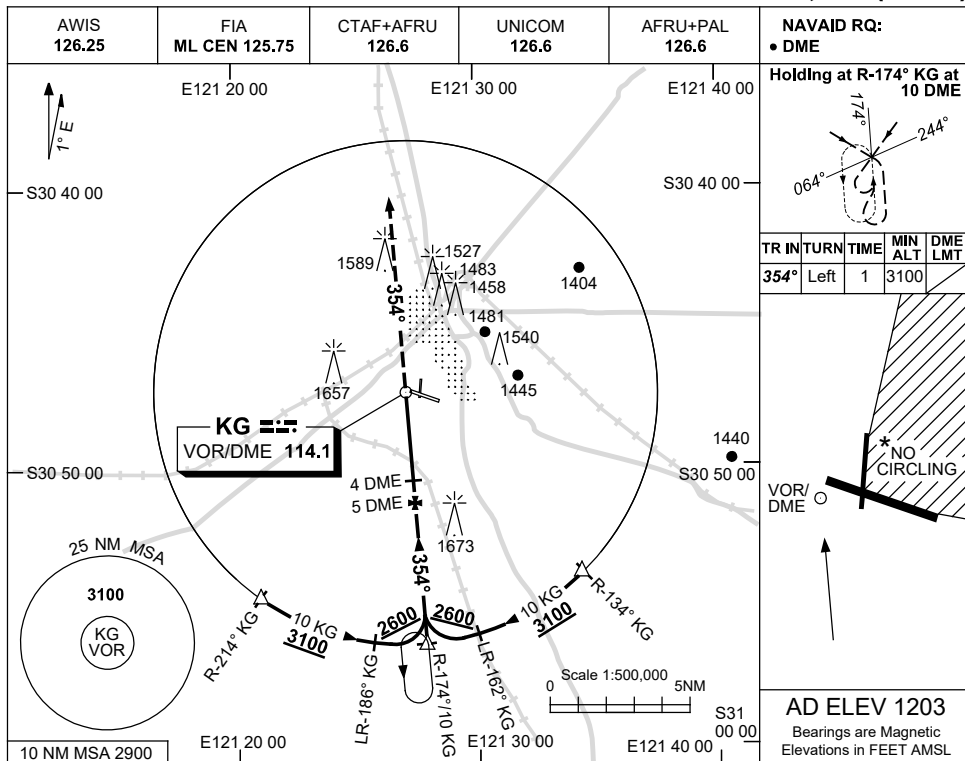 AWIS
126.25
FIA
ML CEN 125.75
CTAF+AFRU
126.6
UNICOM
126.6
AFRU+PAL
126.6
NAVAID RQ:
• DME
Holding at R-174° KG at
10 DME
174°
244°
064°
TR IN TURN TIME MIN ALT DME LMT
354° Left 1 3100
1° E
E121 20 00
E121 30 00
E121 40 00
S30 40 00
S30 40 00
1589
1527
1483
1458
1404
354°
1481
1540
1657
1445
KG
VOR/DME 114.1
1440
S30 50 00
S30 50 00
4 DME
5 DME
1673
354°
*NO
CIRCLING
VOR/
DME
25 NM MSA
3100
KG
VOR
10 NM MSA 2900
R-214° KG
10 KG
3100
2600
2600
10 KG
3100
R-134° KG
LR-186° KG
R-174°/10 KG
LR-162° KG
Scale 1:500,000
0 5NM
S31
00 00
E121 20 00
E121 30 00
E121 40 00
AD ELEV 1203
Bearings are Magnetic
Elevations in FEET AMSL